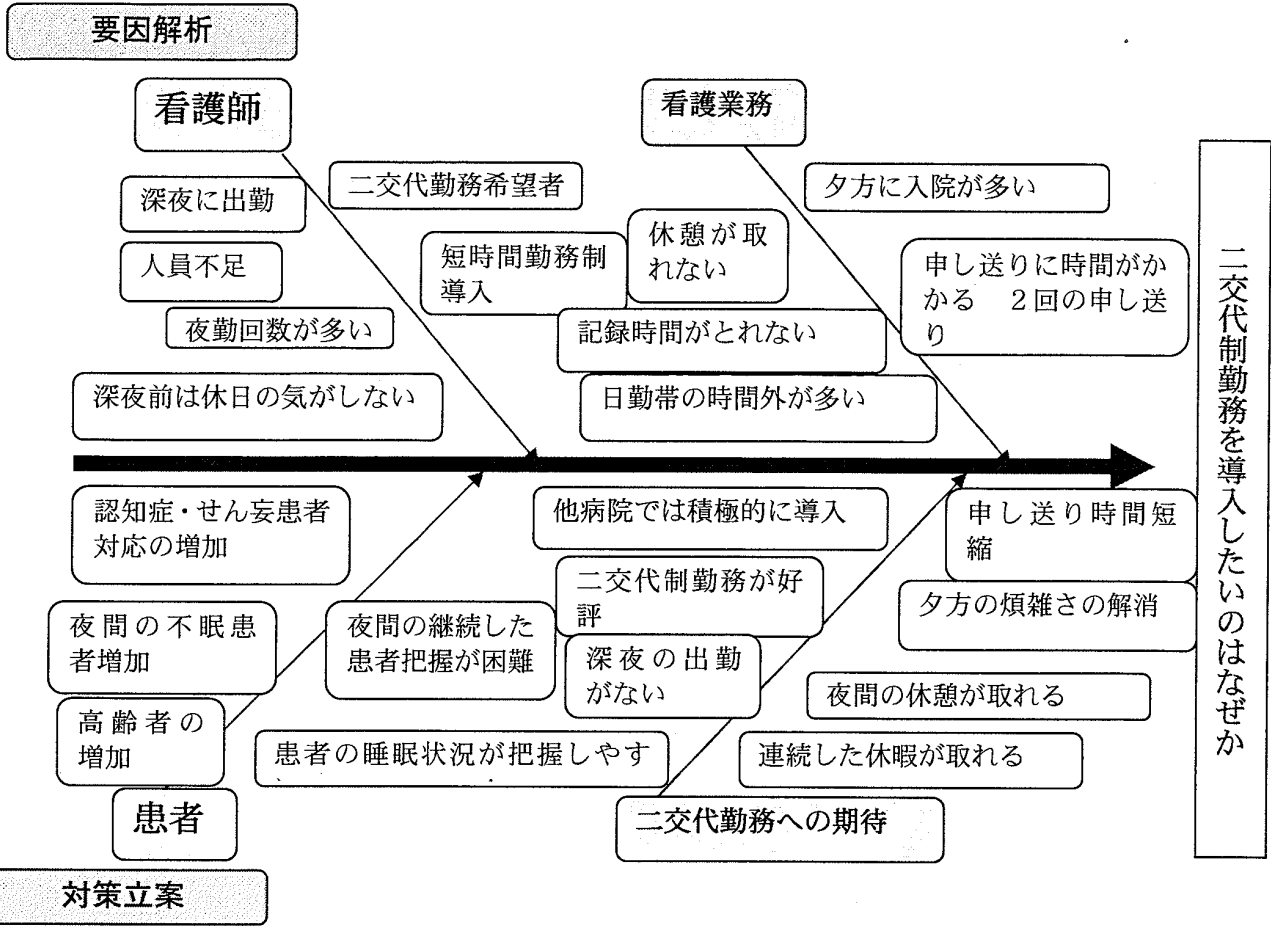 要因解析
看護師
看護業務
深夜に出勤
二交代勤務希望者
夕方に入院が多い
人員不足
短時間勤務制
導入
休憩が取
れない
申し送りに時間がか
かる　２回の申し送
り
夜勤回数が多い
記録時間がとれない
深夜前は休日の気がしない
日勤帯の時間外が多い
二交代制勤務を導入したいのはなぜか
認知症・せん妄患者
対応の増加
他病院では積極的に導入
申し送り時間短
縮
二交代制勤務が好
評
夕方の煩雑さの解消
夜間の不眠患
者増加
夜間の継続した
患者把握が困難
深夜の出勤
がない
夜間の休憩が取れる
高齢者の
増加
患者の睡眠状況が把握しやす
連続した休暇が取れる
患者
二交代勤務への期待
対策立案